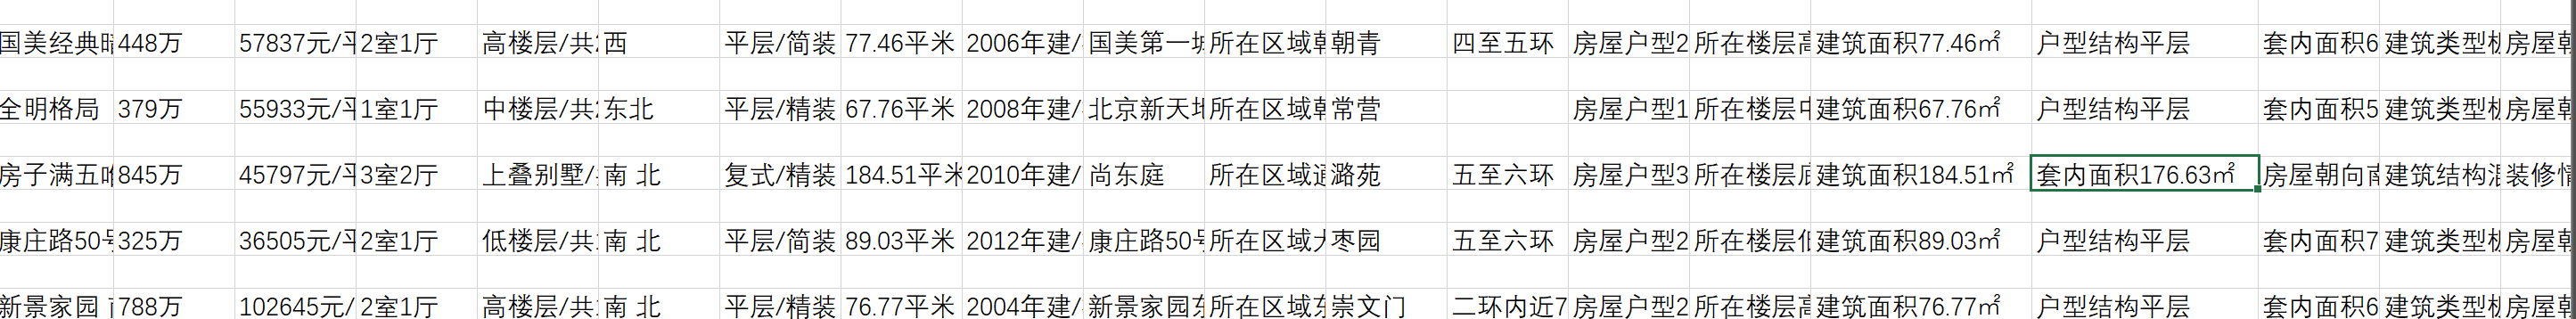 国美经典 448万 57837元/平 2室1厅 高楼层/共 西 平层/简装 77.46平米 2006年建/ 国美第一城 所在区域朝 朝青 四至五环 房屋户型2 所在楼层高 建筑面积77.46㎡ 户型结构平层 套内面积6 建筑类型板 房屋朝
全明格局 379万 55933元/平 1室1厅 中楼层/共 东北 平层/精装 67.76平米 2008年建/ 北京新天地 所在区域朝 常营 房屋户型1 所在楼层中 建筑面积67.76㎡ 户型结构平层 套内面积5 建筑类型板 房屋朝
房子满五唯 845万 45797元/平 3室2厅 上叠别墅/ 南 北 复式/精装 184.51平米 2010年建/ 尚东庭 所在区域通 潞苑 五至六环 房屋户型3 所在楼层底 建筑面积184.51㎡ 套内面积176.63㎡ 房屋朝向南 建筑结构混 装修情
康庄路50号 325万 36505元/平 2室1厅 低楼层/共 南 北 平层/简装 89.03平米 2012年建/ 康庄路50号 所在区域大 枣园 五至六环 房屋户型2 所在楼层低 建筑面积89.03㎡ 户型结构平层 套内面积7 建筑类型板 房屋朝
新景家园 788万 102645元/ 2室1厅 高楼层/共 南 北 平层/精装 76.77平米 2004年建/ 新景家园东 所在区域东 崇文门 二环内近7 房屋户型2 所在楼层高 建筑面积76.77㎡ 户型结构平层 套内面积6 建筑类型板 房屋朝